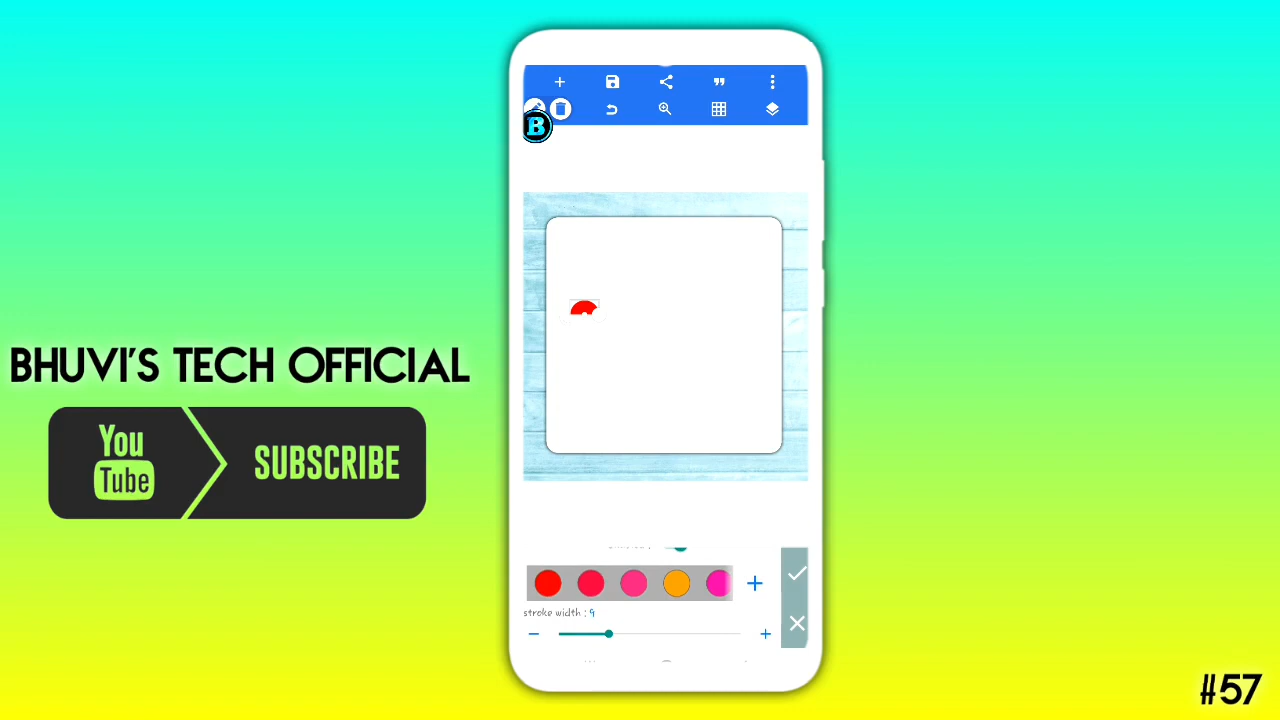 B
BHUVI'S TECH OFFICIAL
You
Tube
SUBSCRIBE
stroke width : 9
#57